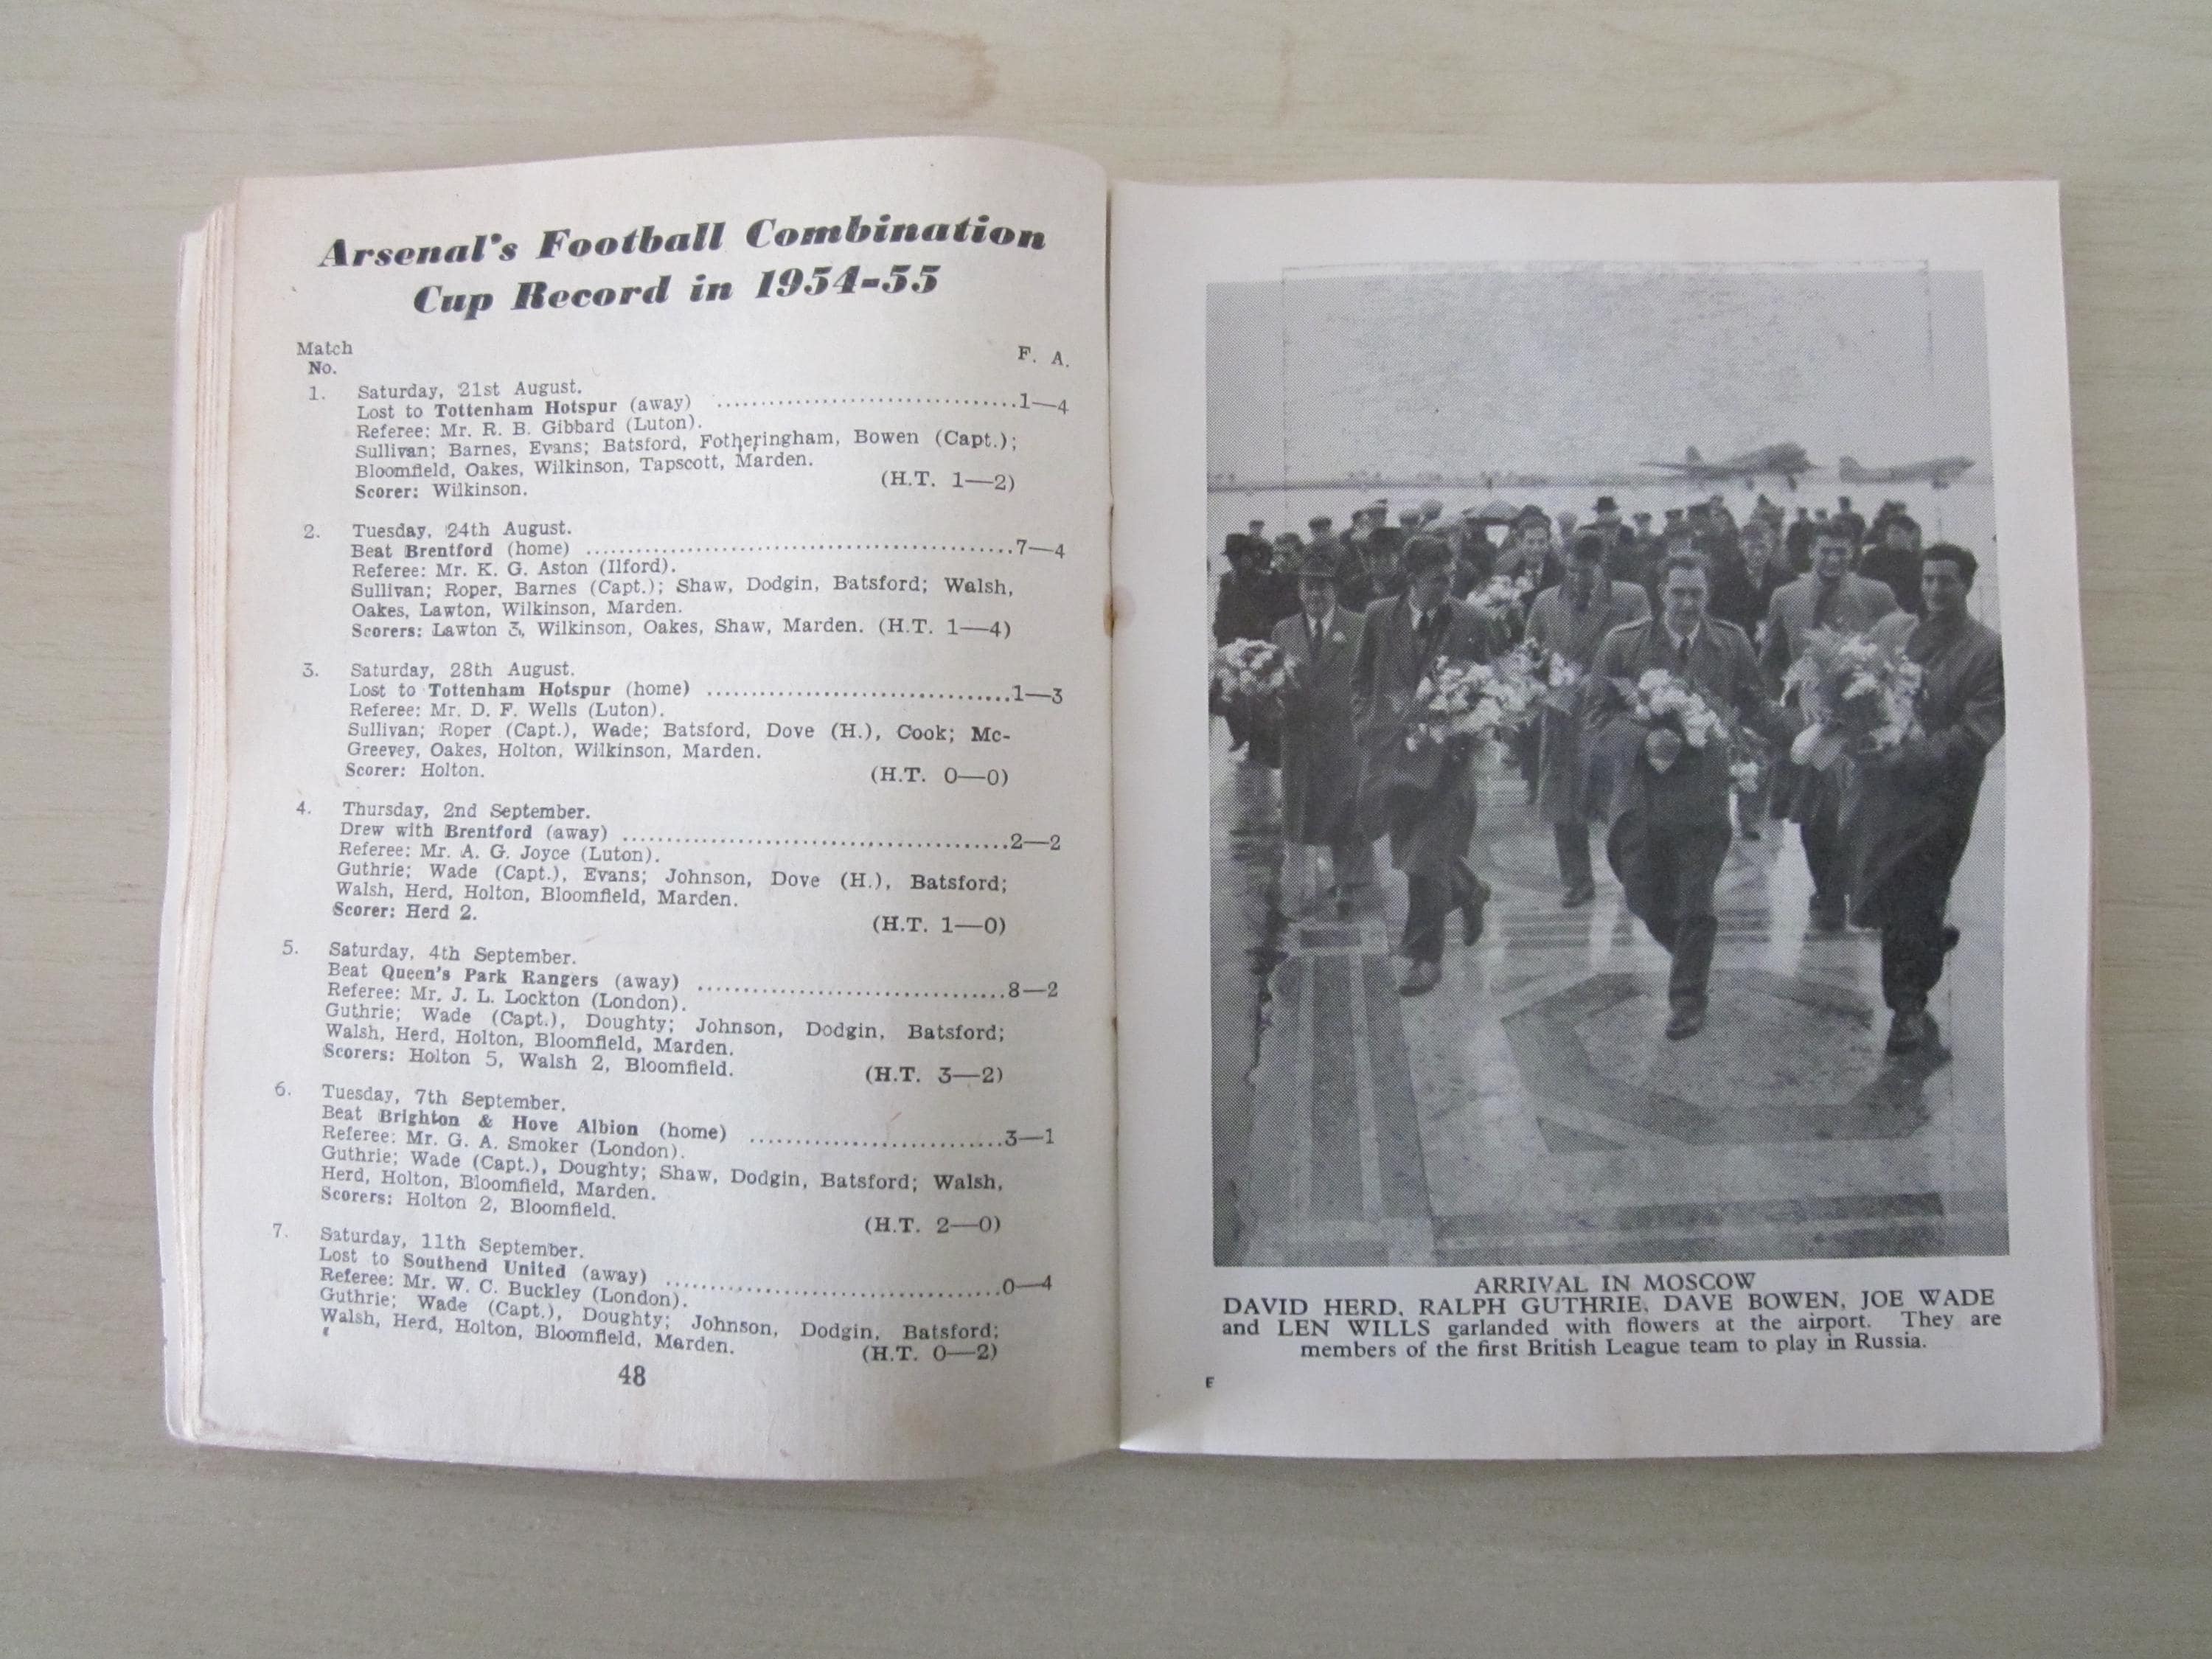 Arsenal's Football Combination
Cup Record in 1954-55
Match
No.
F. A.
1. Saturday, 21st August.
Lost to Tottenham Hotspur (away) ..............................1—4
Referee: Mr. R. B. Gibbard (Luton).
Sullivan; Barnes, Evans; Batsford, Fotheringham, Bowen (Capt.);
Bloomfield, Oakes, Wilkinson, Tapscott, Marden.
Scorer: Wilkinson. (H.T. 1—2)
2. Tuesday, 24th August.
Beat Brentford (home) ..............................7—4
Referee: Mr. K. G. Aston (Ilford).
Sullivan; Roper, Barnes (Capt.); Shaw, Dodgin, Batsford; Walsh,
Oakes, Lawton, Wilkinson, Marden.
Scorers: Lawton 3, Wilkinson, Oakes, Shaw, Marden. (H.T. 1—4)
3. Saturday, 28th August.
Lost to Tottenham Hotspur (home) ..............................1—3
Referee: Mr. D. F. Wells (Luton).
Sullivan; Roper (Capt.), Wade; Batsford, Dove (H.), Cook; Mc-
Greevey, Oakes, Holton, Wilkinson, Marden.
Scorer: Holton. (H.T. 0—0)
4. Thursday, 2nd September.
Drew with Brentford (away) ..............................2—2
Referee: Mr. A. G. Joyce (Luton).
Guthrie; Wade (Capt.), Evans; Johnson, Dove (H.), Batsford;
Walsh, Herd, Holton, Bloomfield, Marden.
Scorer: Herd 2. (H.T. 1—0)
5. Saturday, 4th September.
Beat Queen's Park Rangers (away) ..............................8—2
Referee: Mr. J. L. Lockton (London).
Guthrie; Wade (Capt.), Doughty; Johnson, Dodgin, Batsford;
Walsh, Herd, Holton, Bloomfield, Marden.
Scorers: Holton 5, Walsh 2, Bloomfield. (H.T. 3—2)
6. Tuesday, 7th September.
Beat Brighton & Hove Albion (home) ..............................3—1
Referee: Mr. G. A. Smoker (London).
Guthrie; Wade (Capt.), Doughty; Shaw, Dodgin, Batsford; Walsh,
Herd, Holton, Bloomfield, Marden.
Scorers: Holton 2, Bloomfield. (H.T. 2—0)
7. Saturday, 11th September.
Lost to Southend United (away) ..............................0—4
Referee: Mr. W. C. Buckley (London).
Guthrie; Wade (Capt.), Doughty; Johnson, Dodgin, Batsford;
Walsh, Herd, Holton, Bloomfield, Marden.
(H.T. 0—2)
48
ARRIVAL IN MOSCOW
DAVID HERD, RALPH GUTHRIE, DAVE BOWEN, JOE WADE
and LEN WILLS garlanded with flowers at the airport. They are
members of the first British League team to play in Russia.
E